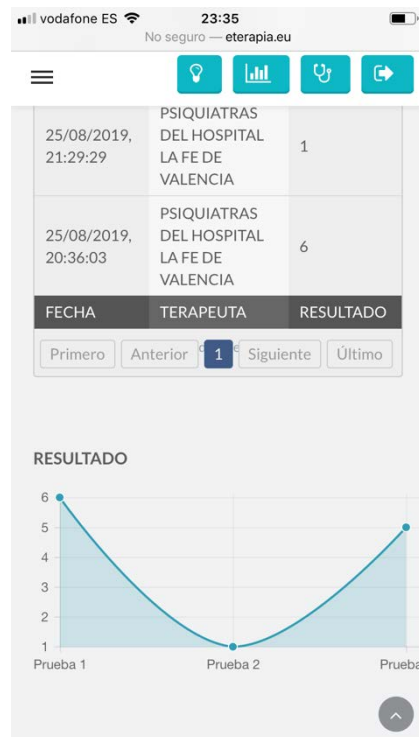 vodafone ES
23:35
No seguro — eterapia.eu
25/08/2019,
21:29:29
PSIQUIATRAS
DEL HOSPITAL
LA FE DE
VALENCIA
1
25/08/2019,
20:36:03
PSIQUIATRAS
DEL HOSPITAL
LA FE DE
VALENCIA
6
FECHA TERAPEUTA RESULTADO
Primero Anterior 1 Siguiente Último
RESULTADO
6
5
4
3
2
1
Prueba 1 Prueba 2 Prueba